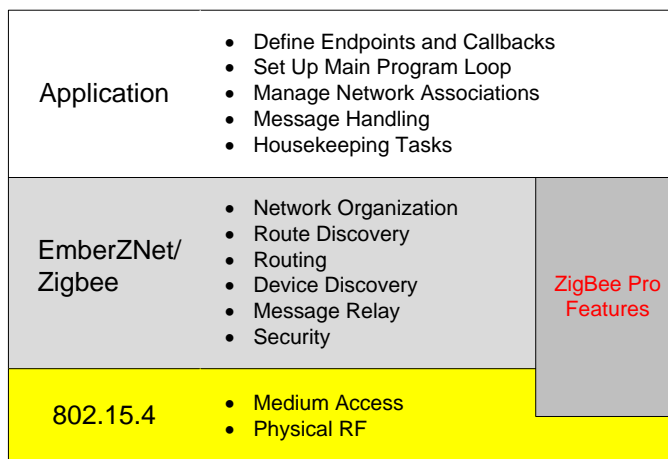 Application
• Define Endpoints and Callbacks
• Set Up Main Program Loop
• Manage Network Associations
• Message Handling
• Housekeeping Tasks
EmberZNet/
Zigbee
• Network Organization
• Route Discovery
• Routing
• Device Discovery
• Message Relay
• Security
ZigBee Pro
Features
802.15.4
• Medium Access
• Physical RF